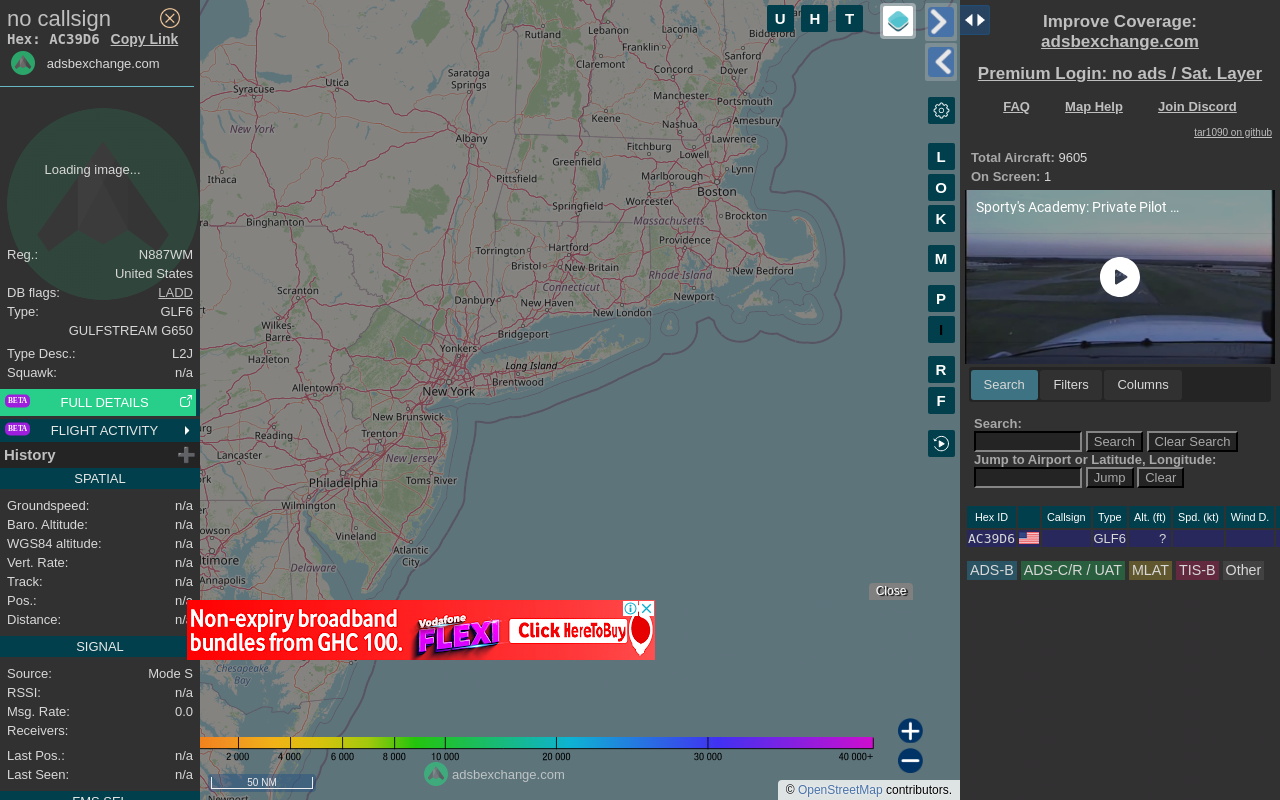 no callsign
Hex: AC39D6 Copy Link
adsbexchange.com
Loading image...
Reg.: N887WM
United States
DB flags: LADD
Type: GLF6
GULFSTREAM G650
Type Desc.: L2J
Squawk: n/a
BETA FULL DETAILS
BETA FLIGHT ACTIVITY
History
SPATIAL
Groundspeed: n/a
Baro. Altitude: n/a
WGS84 altitude: n/a
Vert. Rate: n/a
Track: n/a
Pos.: n/a
Distance: n/a
SIGNAL
Source: Mode S
RSSI: n/a
Msg. Rate: 0.0
Receivers:
Last Pos.: n/a
Last Seen: n/a
FMS SEL
U H T
L
O
K
M
P
I
R
F
Rutland
Lebanon
Laconia
Biddeford
Franklin
Sanford
Claremont
Concord
Dover
Saratoga
Springs
Utica
Syracuse
Manchester
Portsmouth
Keene
Nashua
Amesbury
New York
Albany
Lawrence
Fitchburg
Lowell
Greenfield
Lynn
Marlborough
Ithaca
Pittsfield
Boston
Worcester
Springfield
Massachusetts
Brockton
Binghamton
Providence
Hartford
Torrington
Bristol
New Britain
Rhode Island
New Bedford
Connecticut
Newport
Scranton
Danbury
New Haven
New London
Wilkes-
Barre
Bridgeport
Yonkers
Hazleton
Long Island
Brentwood
Allentown
New York
New Brunswick
Reading
Trenton
Lancaster
New Jersey
Philadelphia
Toms River
Wilmington
Vineland
Atlantic
City
Annapolis
Delaware
Chesapeake
Bay
Newport
Close
Non-expiry broadband
bundles from GHC 100.
Vodafone
FLEXI
Click HereToBuy
2 000 4 000 6 000 8 000 10 000 20 000 30 000 40 000+
50 NM
adsbexchange.com
© OpenStreetMap contributors.
Improve Coverage:
adsbexchange.com
Premium Login: no ads / Sat. Layer
FAQ Map Help Join Discord
tar1090 on github
Total Aircraft: 9605
On Screen: 1
Sporty's Academy: Private Pilot ...
Search Filters Columns
Search:
Search Clear Search
Jump to Airport or Latitude, Longitude:
Jump Clear
Hex ID Callsign Type Alt. (ft) Spd. (kt) Wind D.
AC39D6 GLF6 ?
ADS-B ADS-C/R / UAT MLAT TIS-B Other